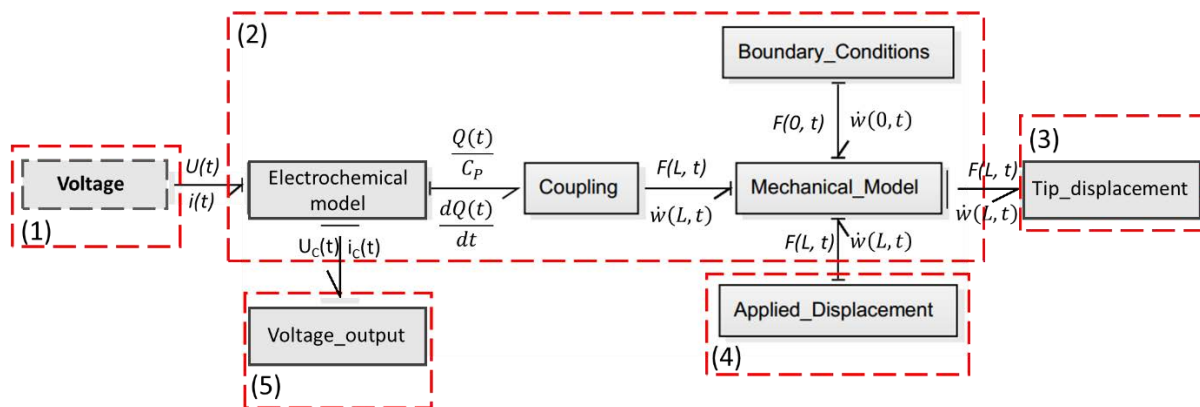 (2)
Boundary_Conditions
F(0, t) ẇ(0, t)
(3)
(1)
Voltage
U(t)
i(t)
Electrochemical
model
Q(t)
C_P
dQ(t)
dt
Coupling
F(L, t)
ẇ(L, t)
Mechanical_Model
F(L, t)
ẇ(L, t)
Tip_displacement
U_C(t) i_C(t)
F(L, t) ẇ(L, t)
Voltage_output
(5)
Applied_Displacement
(4)